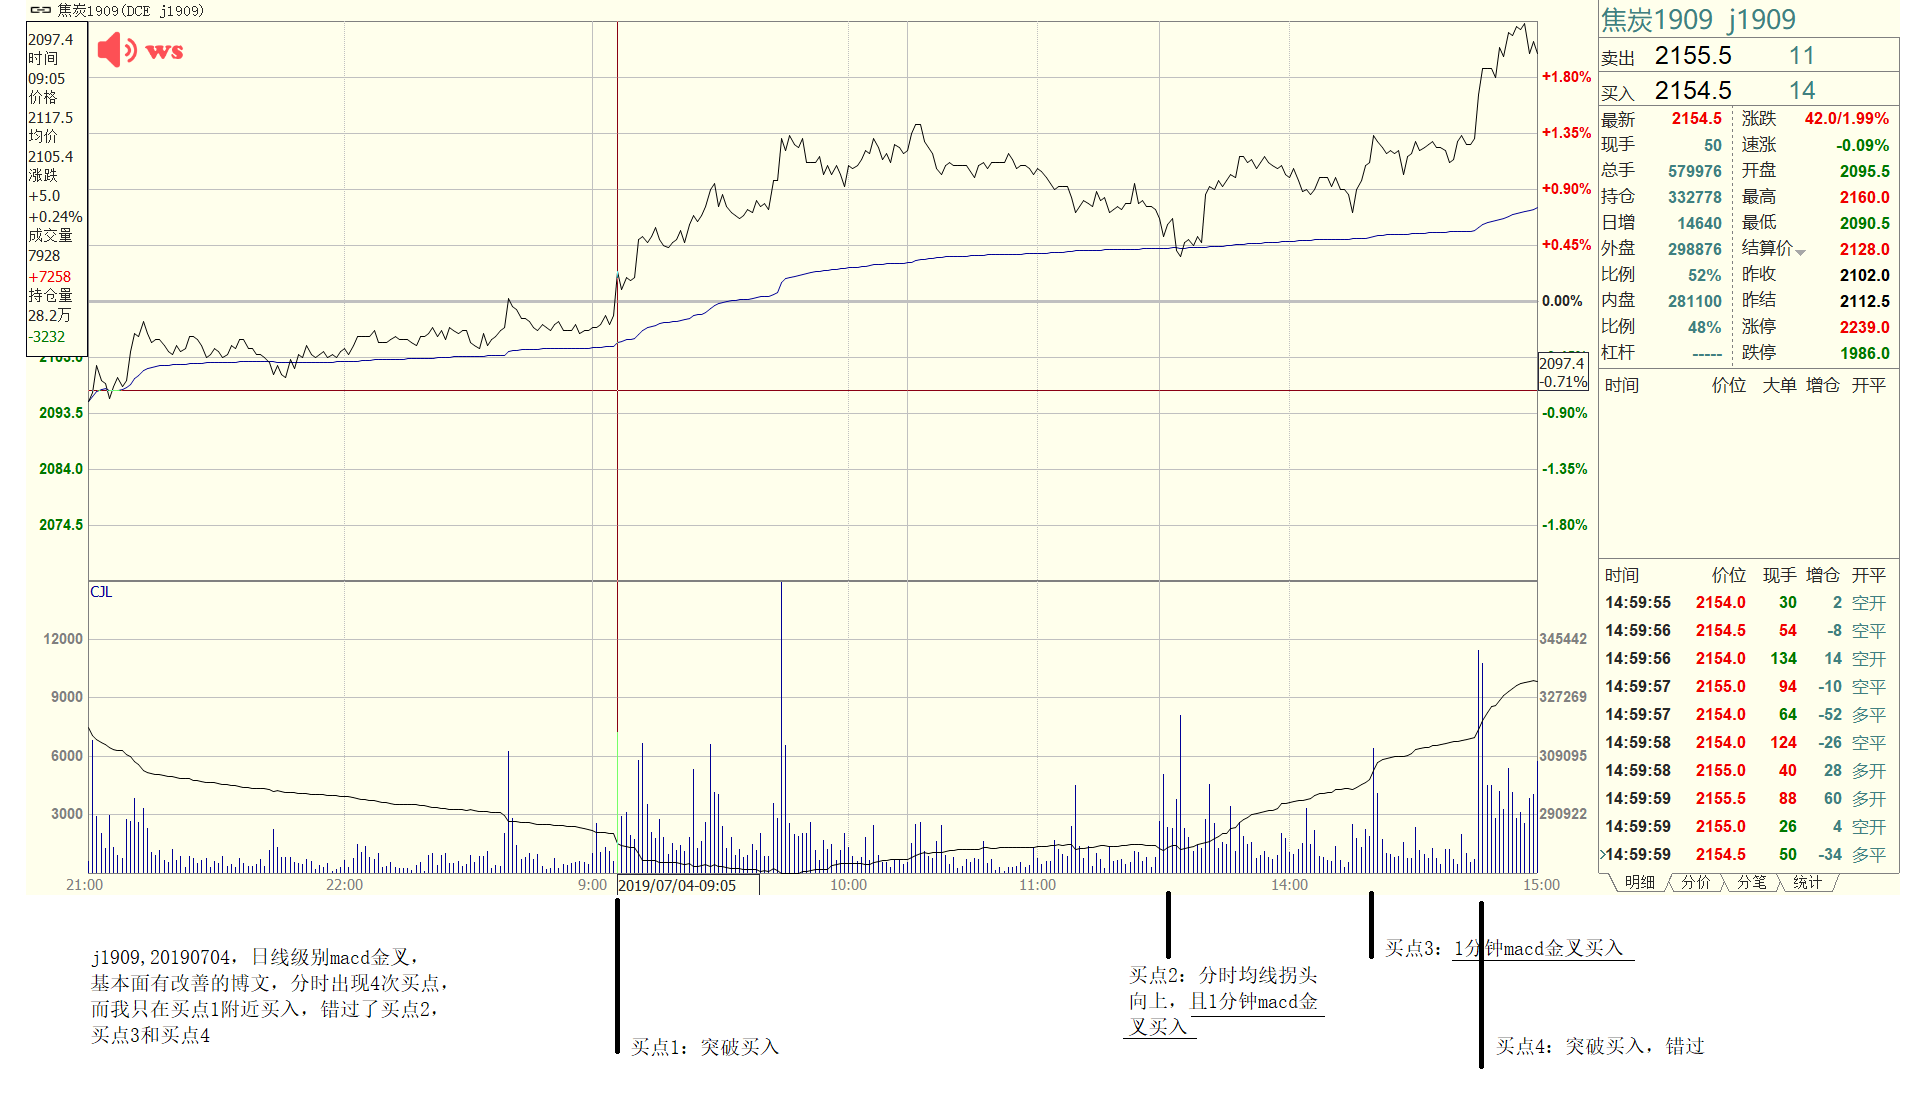 焦炭1909(DCE j1909)
2097.4
时间
09:05
价格
2117.5
均价
2105.4
涨跌
+5.0
+0.24%
成交量
7928
+7258
持仓量
28.2万
-3232
ws
2093.5
2084.0
2074.5
+1.80%
+1.35%
+0.90%
+0.45%
0.00%
2097.4
-0.71%
-0.90%
-1.35%
-1.80%
CJL
12000
9000
6000
3000
345442
327269
309095
290922
21:00 22:00 9:00 2019/07/04-09:05 10:00 11:00 14:00 15:00
焦炭1909 j1909
卖出 2155.5 11
买入 2154.5 14
最新 2154.5 涨跌 42.0/1.99%
现手 50 速涨 -0.09%
总手 579976 开盘 2095.5
持仓 332778 最高 2160.0
日增 14640 最低 2090.5
外盘 298876 结算价 2128.0
比例 52% 昨收 2102.0
内盘 281100 昨结 2112.5
比例 48% 涨停 2239.0
杠杆 ----- 跌停 1986.0
时间 价位 大单 增仓 开平
时间 价位 现手 增仓 开平
14:59:55 2154.0 30 2 空开
14:59:56 2154.5 54 -8 空平
14:59:56 2154.0 134 14 空开
14:59:57 2155.0 94 -10 空平
14:59:57 2154.0 64 -52 多平
14:59:58 2154.0 124 -26 空平
14:59:58 2155.0 40 28 多开
14:59:59 2155.5 88 60 多开
14:59:59 2155.0 26 4 空开
14:59:59 2154.5 50 -34 多平
明细 分价 分笔 统计
j1909,20190704，日线级别macd金叉，
基本面有改善的博文，分时出现4次买点，
而我只在买点1附近买入，错过了买点2，
买点3和买点4
买点1：突破买入
买点2：分时均线拐头
向上，且1分钟macd金
叉买入
买点3：1分钟macd金叉买入
买点4：突破买入，错过